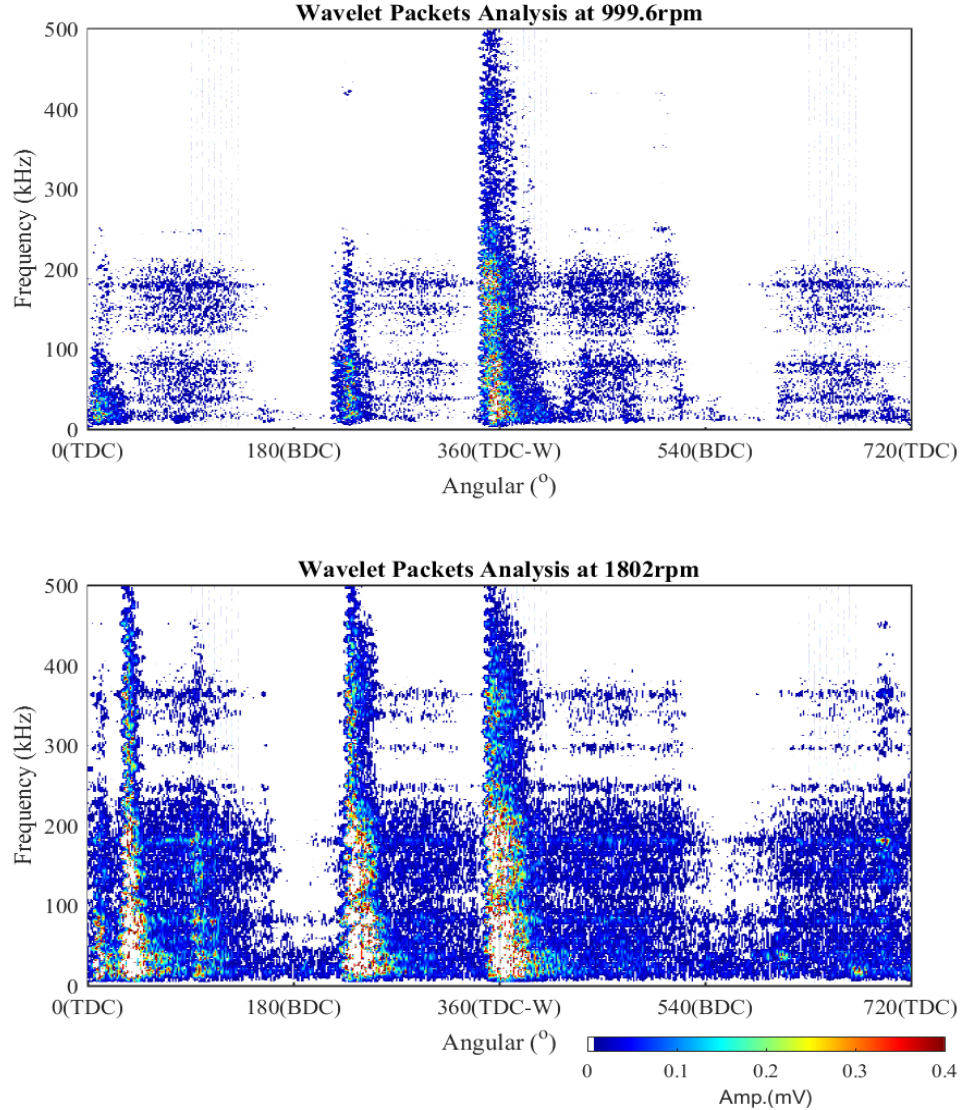 Wavelet Packets Analysis at 999.6rpm
500
400
300
200
100
0
Frequency (kHz)
0(TDC) 180(BDC) 360(TDC-W) 540(BDC) 720(TDC)
Angular (o)
Wavelet Packets Analysis at 1802rpm
500
400
300
200
100
0
Frequency (kHz)
0(TDC) 180(BDC) 360(TDC-W) 540(BDC) 720(TDC)
Angular (o)
0 0.1 0.2 0.3 0.4
Amp.(mV)